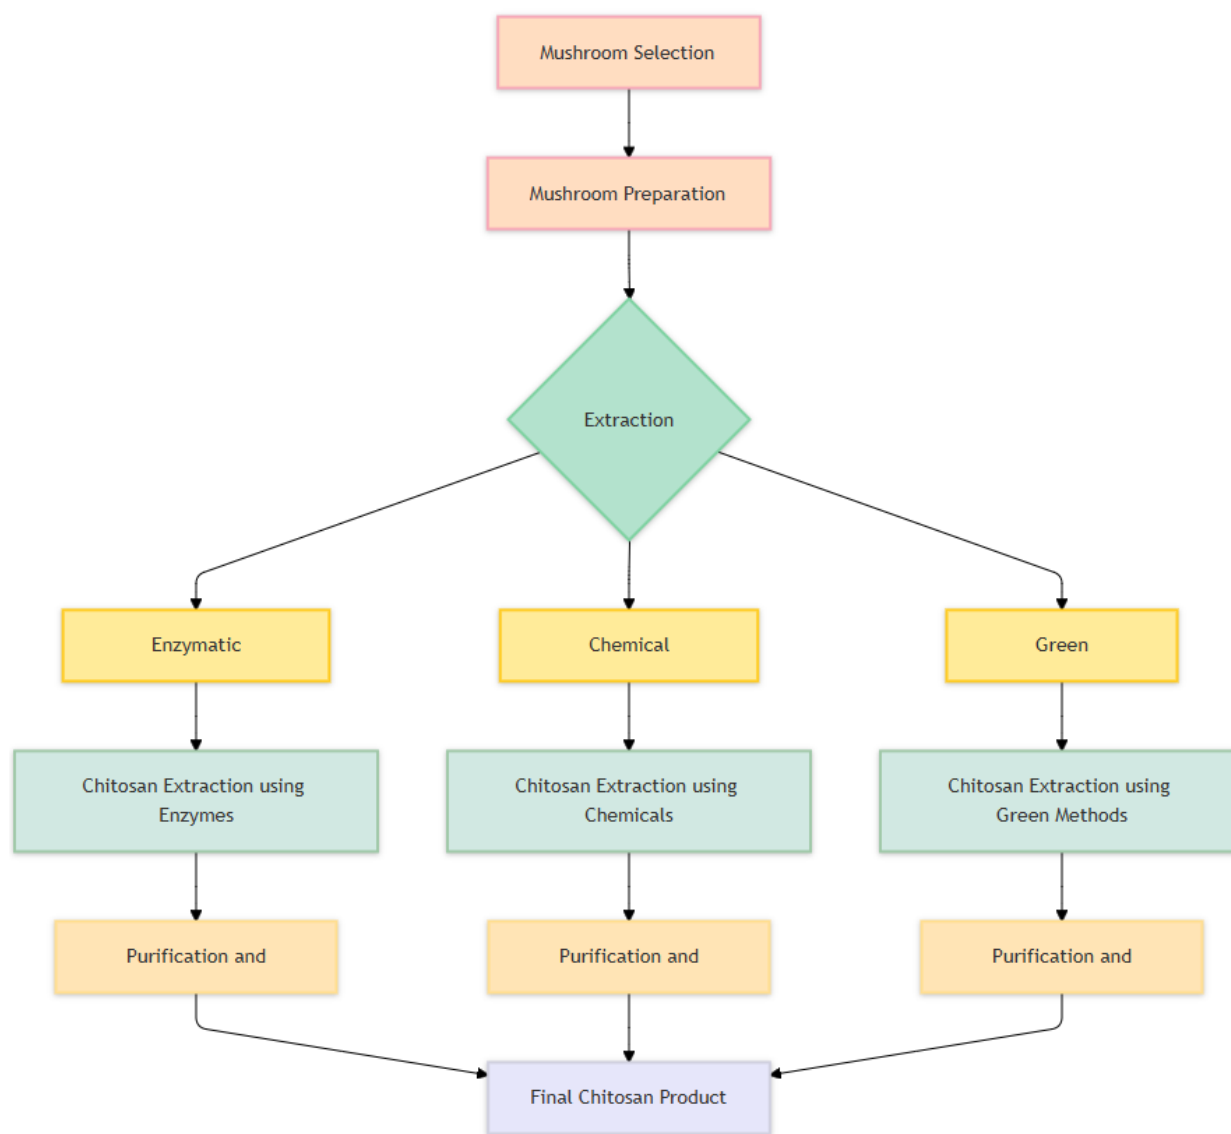 Mushroom Selection
Mushroom Preparation
Extraction
Enzymatic
Chemical
Green
Chitosan Extraction using
Enzymes
Chitosan Extraction using
Chemicals
Chitosan Extraction using
Green Methods
Purification and
Purification and
Purification and
Final Chitosan Product